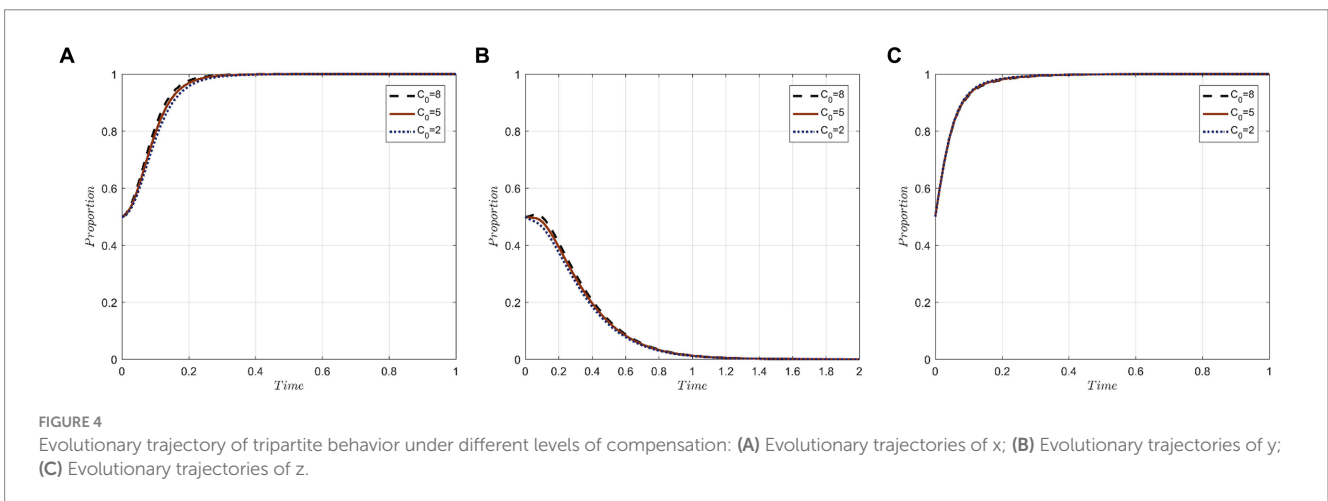 A
B
C
1
0.8
0.6
0.4
0.2
0
0 0.2 0.4 0.6 0.8 1
Proportion
Time
C0=8
C0=5
C0=2
1
0.8
0.6
0.4
0.2
0
0 0.2 0.4 0.6 0.8 1.0 1.2 1.4 1.6 1.8 2
Proportion
Time
C0=8
C0=5
C0=2
1
0.8
0.6
0.4
0.2
0
0 0.2 0.4 0.6 0.8 1
Proportion
Time
C0=8
C0=5
C0=2
FIGURE 4
Evolutionary trajectory of tripartite behavior under different levels of compensation: (A) Evolutionary trajectories of x; (B) Evolutionary trajectories of y;
(C) Evolutionary trajectories of z.